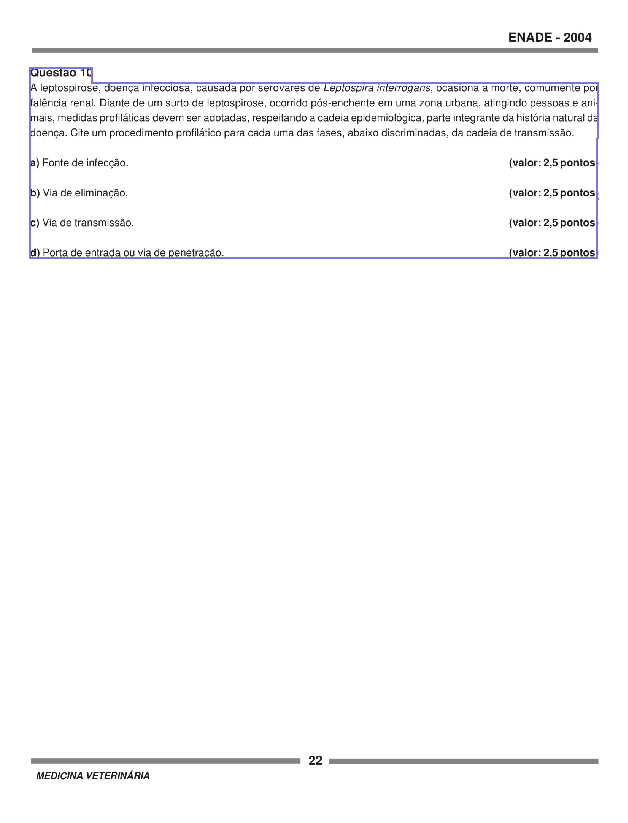 ENADE - 2004
Questão 10
A leptospirose, doença infecciosa, causada por serovares de Leptospira interrogans, ocasiona a morte, comumente por
falência renal. Diante de um surto de leptospirose, ocorrido pós-enchente em uma zona urbana, atingindo pessoas e ani-
mais, medidas profiláticas devem ser adotadas, respeitando a cadeia epidemiológica, parte integrante da história natural da
doença. Cite um procedimento profilático para cada uma das fases, abaixo discriminadas, da cadeia de transmissão.
a) Fonte de infecção. (valor: 2,5 pontos)
b) Via de eliminação. (valor: 2,5 pontos)
c) Via de transmissão. (valor: 2,5 pontos)
d) Porta de entrada ou via de penetração. (valor: 2,5 pontos)
22
MEDICINA VETERINÁRIA